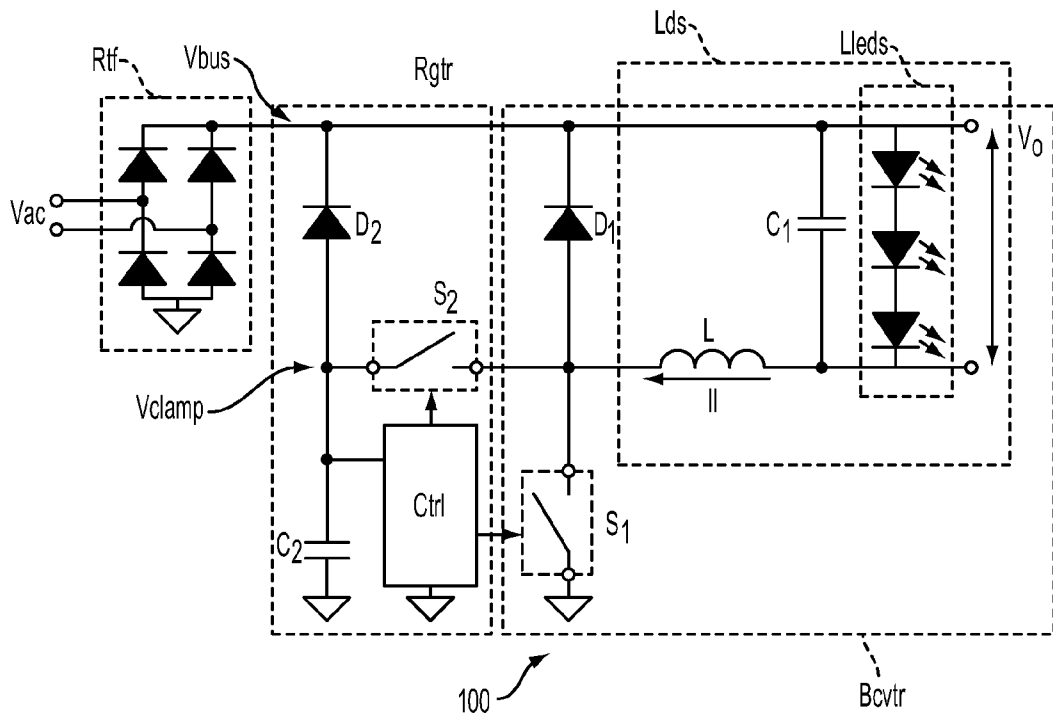 Lds
Lleds
Rtf
Vbus
Rgtr
Vo
Vac
D2
D1
C1
S2
L
Il
Vclamp
Ctrl
S1
C2
100
Bcvtr